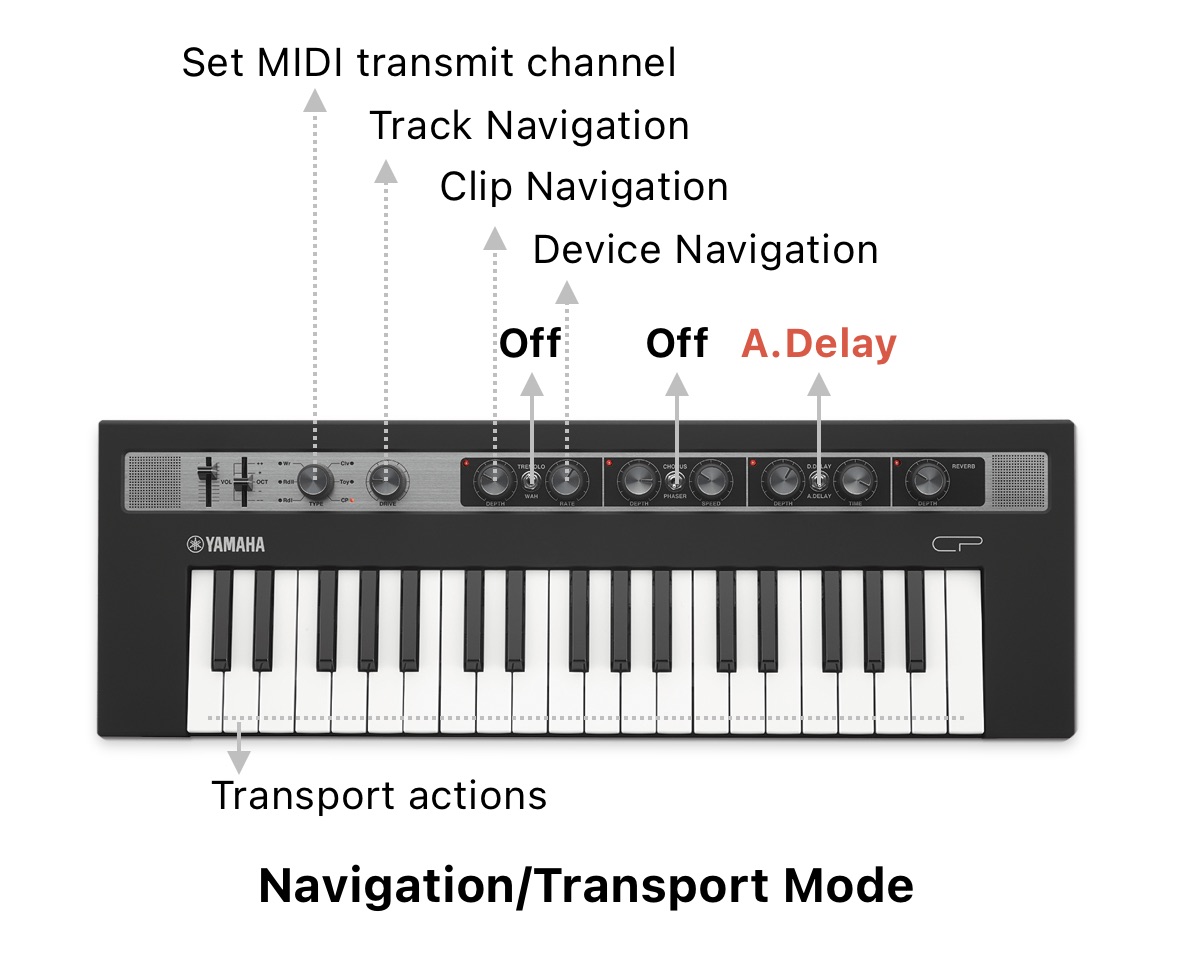 Set MIDI transmit channel
Track Navigation
Clip Navigation
Device Navigation
Off Off A.Delay
VOL OCT
++
+
-
--
Wr Clv
RdII Toy
RdI CP
TYPE DRIVE
TREMOLO
WAH
DEPTH RATE
CHORUS
PHASER
DEPTH SPEED
D.DELAY
A.DELAY
DEPTH TIME
REVERB
DEPTH
YAMAHA CP
Transport actions
Navigation/Transport Mode